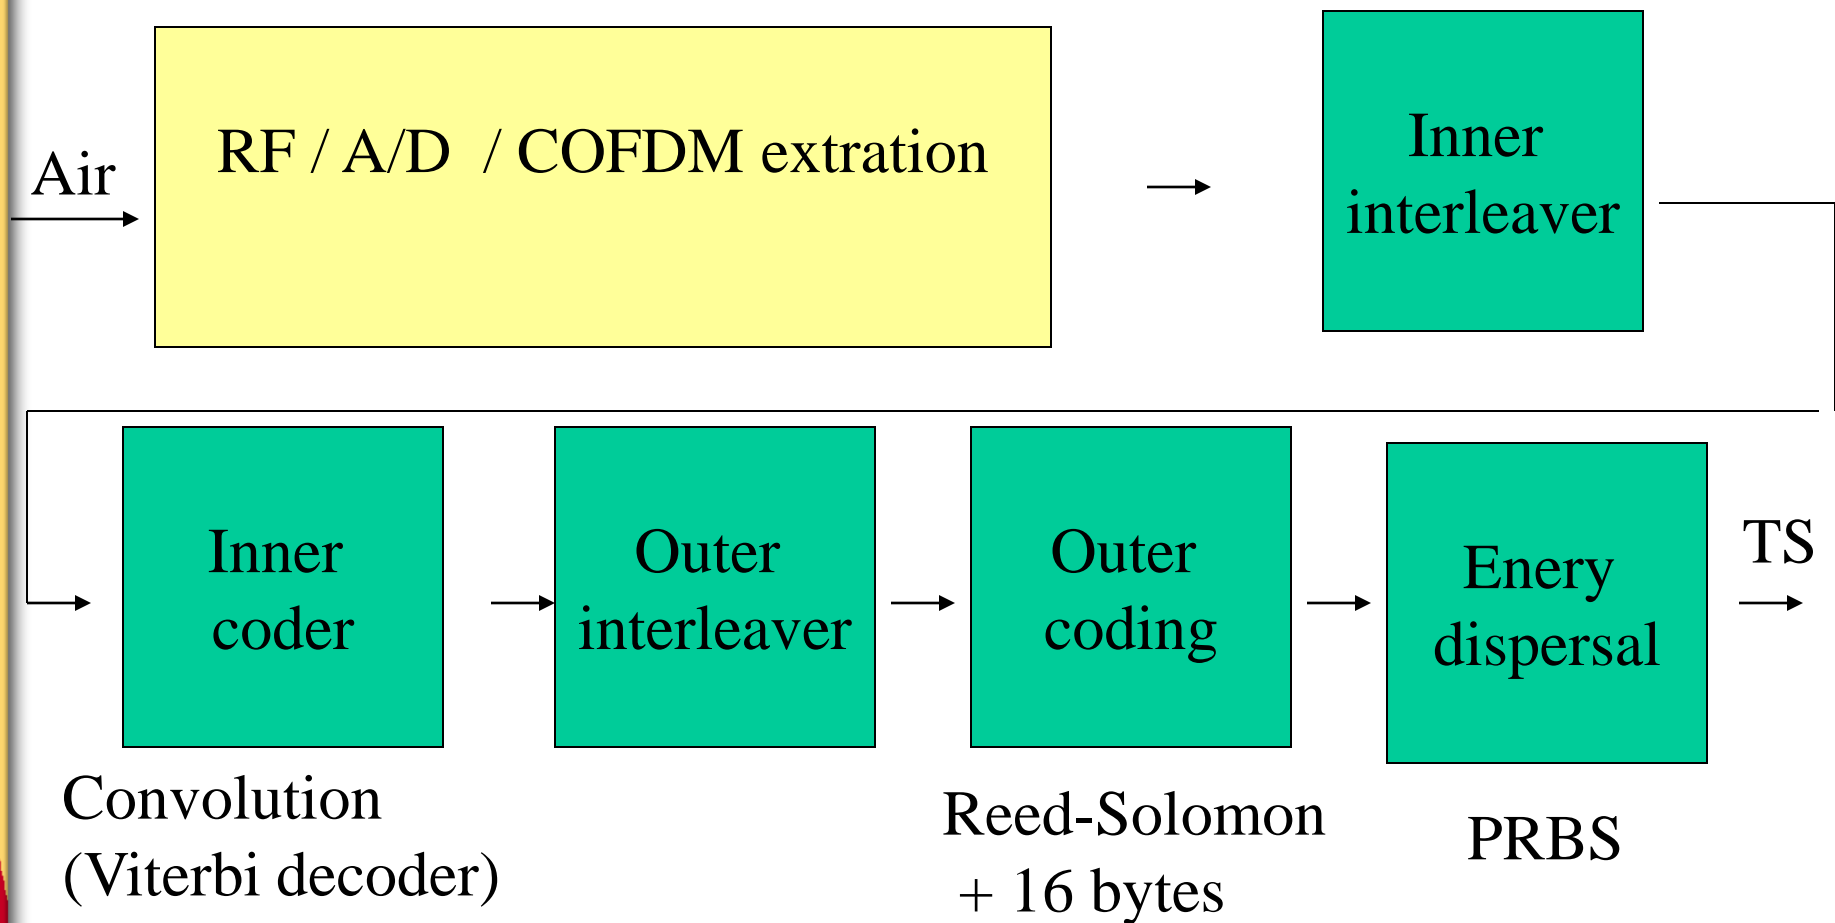 Air
RF / A/D / COFDM extration
Inner
interleaver
Inner
coder
Outer
interleaver
Outer
coding
Enery
dispersal
TS
Convolution
(Viterbi decoder)
Reed-Solomon
+ 16 bytes
PRBS